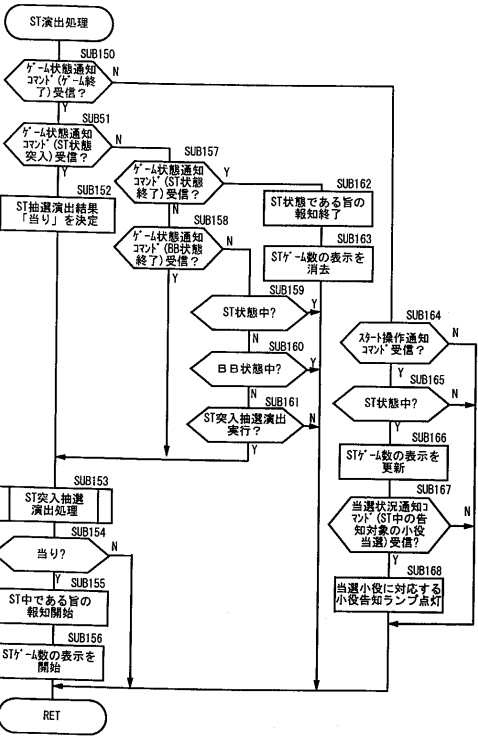 ST演出処理
SUB150
ｹﾞｰﾑ状態通知
ｺﾏﾝﾄﾞ(ｹﾞｰﾑ終
了)受信？
N
Y
SUB51
ｹﾞｰﾑ状態通知
ｺﾏﾝﾄﾞ(ST状態
突入)受信？
N
Y
SUB152
ST抽選演出結果
「当り」を決定
SUB157
ｹﾞｰﾑ状態通知
ｺﾏﾝﾄﾞ(ST状態
終了)受信？
Y
N
SUB158
ｹﾞｰﾑ状態通知
ｺﾏﾝﾄﾞ(BB状態
終了)受信？
N
Y
SUB162
ST状態である旨の
報知終了
SUB163
STｹﾞｰﾑ数の表示を
消去
SUB159
ST状態中？
Y
N
SUB160
ＢＢ状態中？
Y
N
SUB161
ST突入抽選演出
実行？
N
Y
SUB164
ｽﾀｰﾄ操作通知
ｺﾏﾝﾄﾞ受信？
N
Y
SUB165
ST状態中？
N
Y
SUB166
STｹﾞｰﾑ数の表示を
更新
SUB167
当選状況通知ｺ
ﾏﾝﾄﾞ(ST中の告
知対象の小役
当選)受信？
N
Y
SUB168
当選小役に対応する
小役告知ランプ点灯
SUB153
ST突入抽選
演出処理
SUB154
当り？
N
Y
SUB155
ST中である旨の
報知開始
SUB156
STｹﾞｰﾑ数の表示を
開始
RET